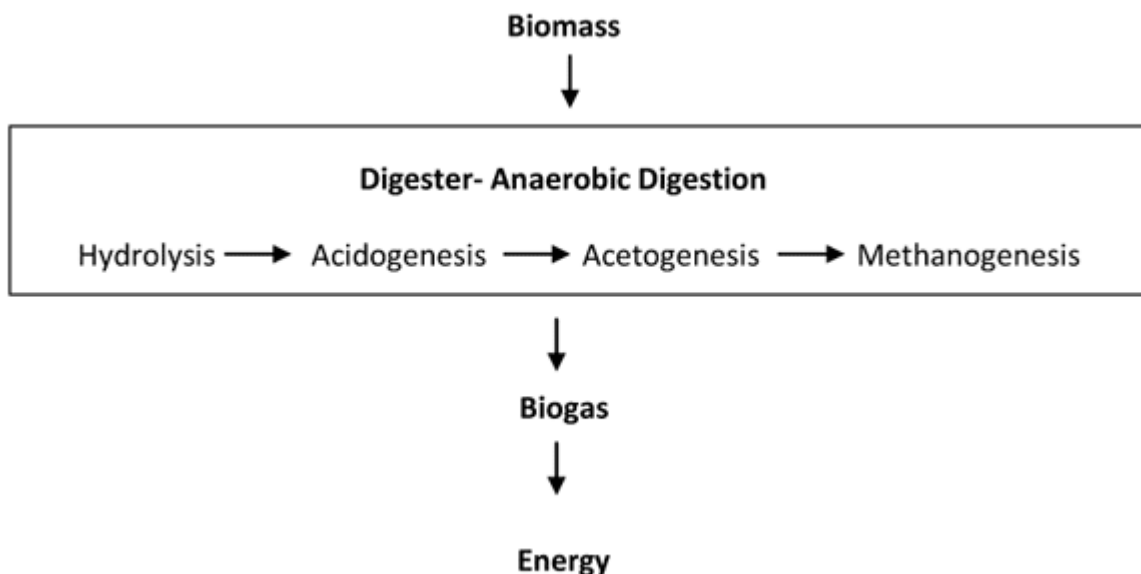 Biomass
Digester- Anaerobic Digestion
Hydrolysis Acidogenesis Acetogenesis Methanogenesis
Biogas
Energy